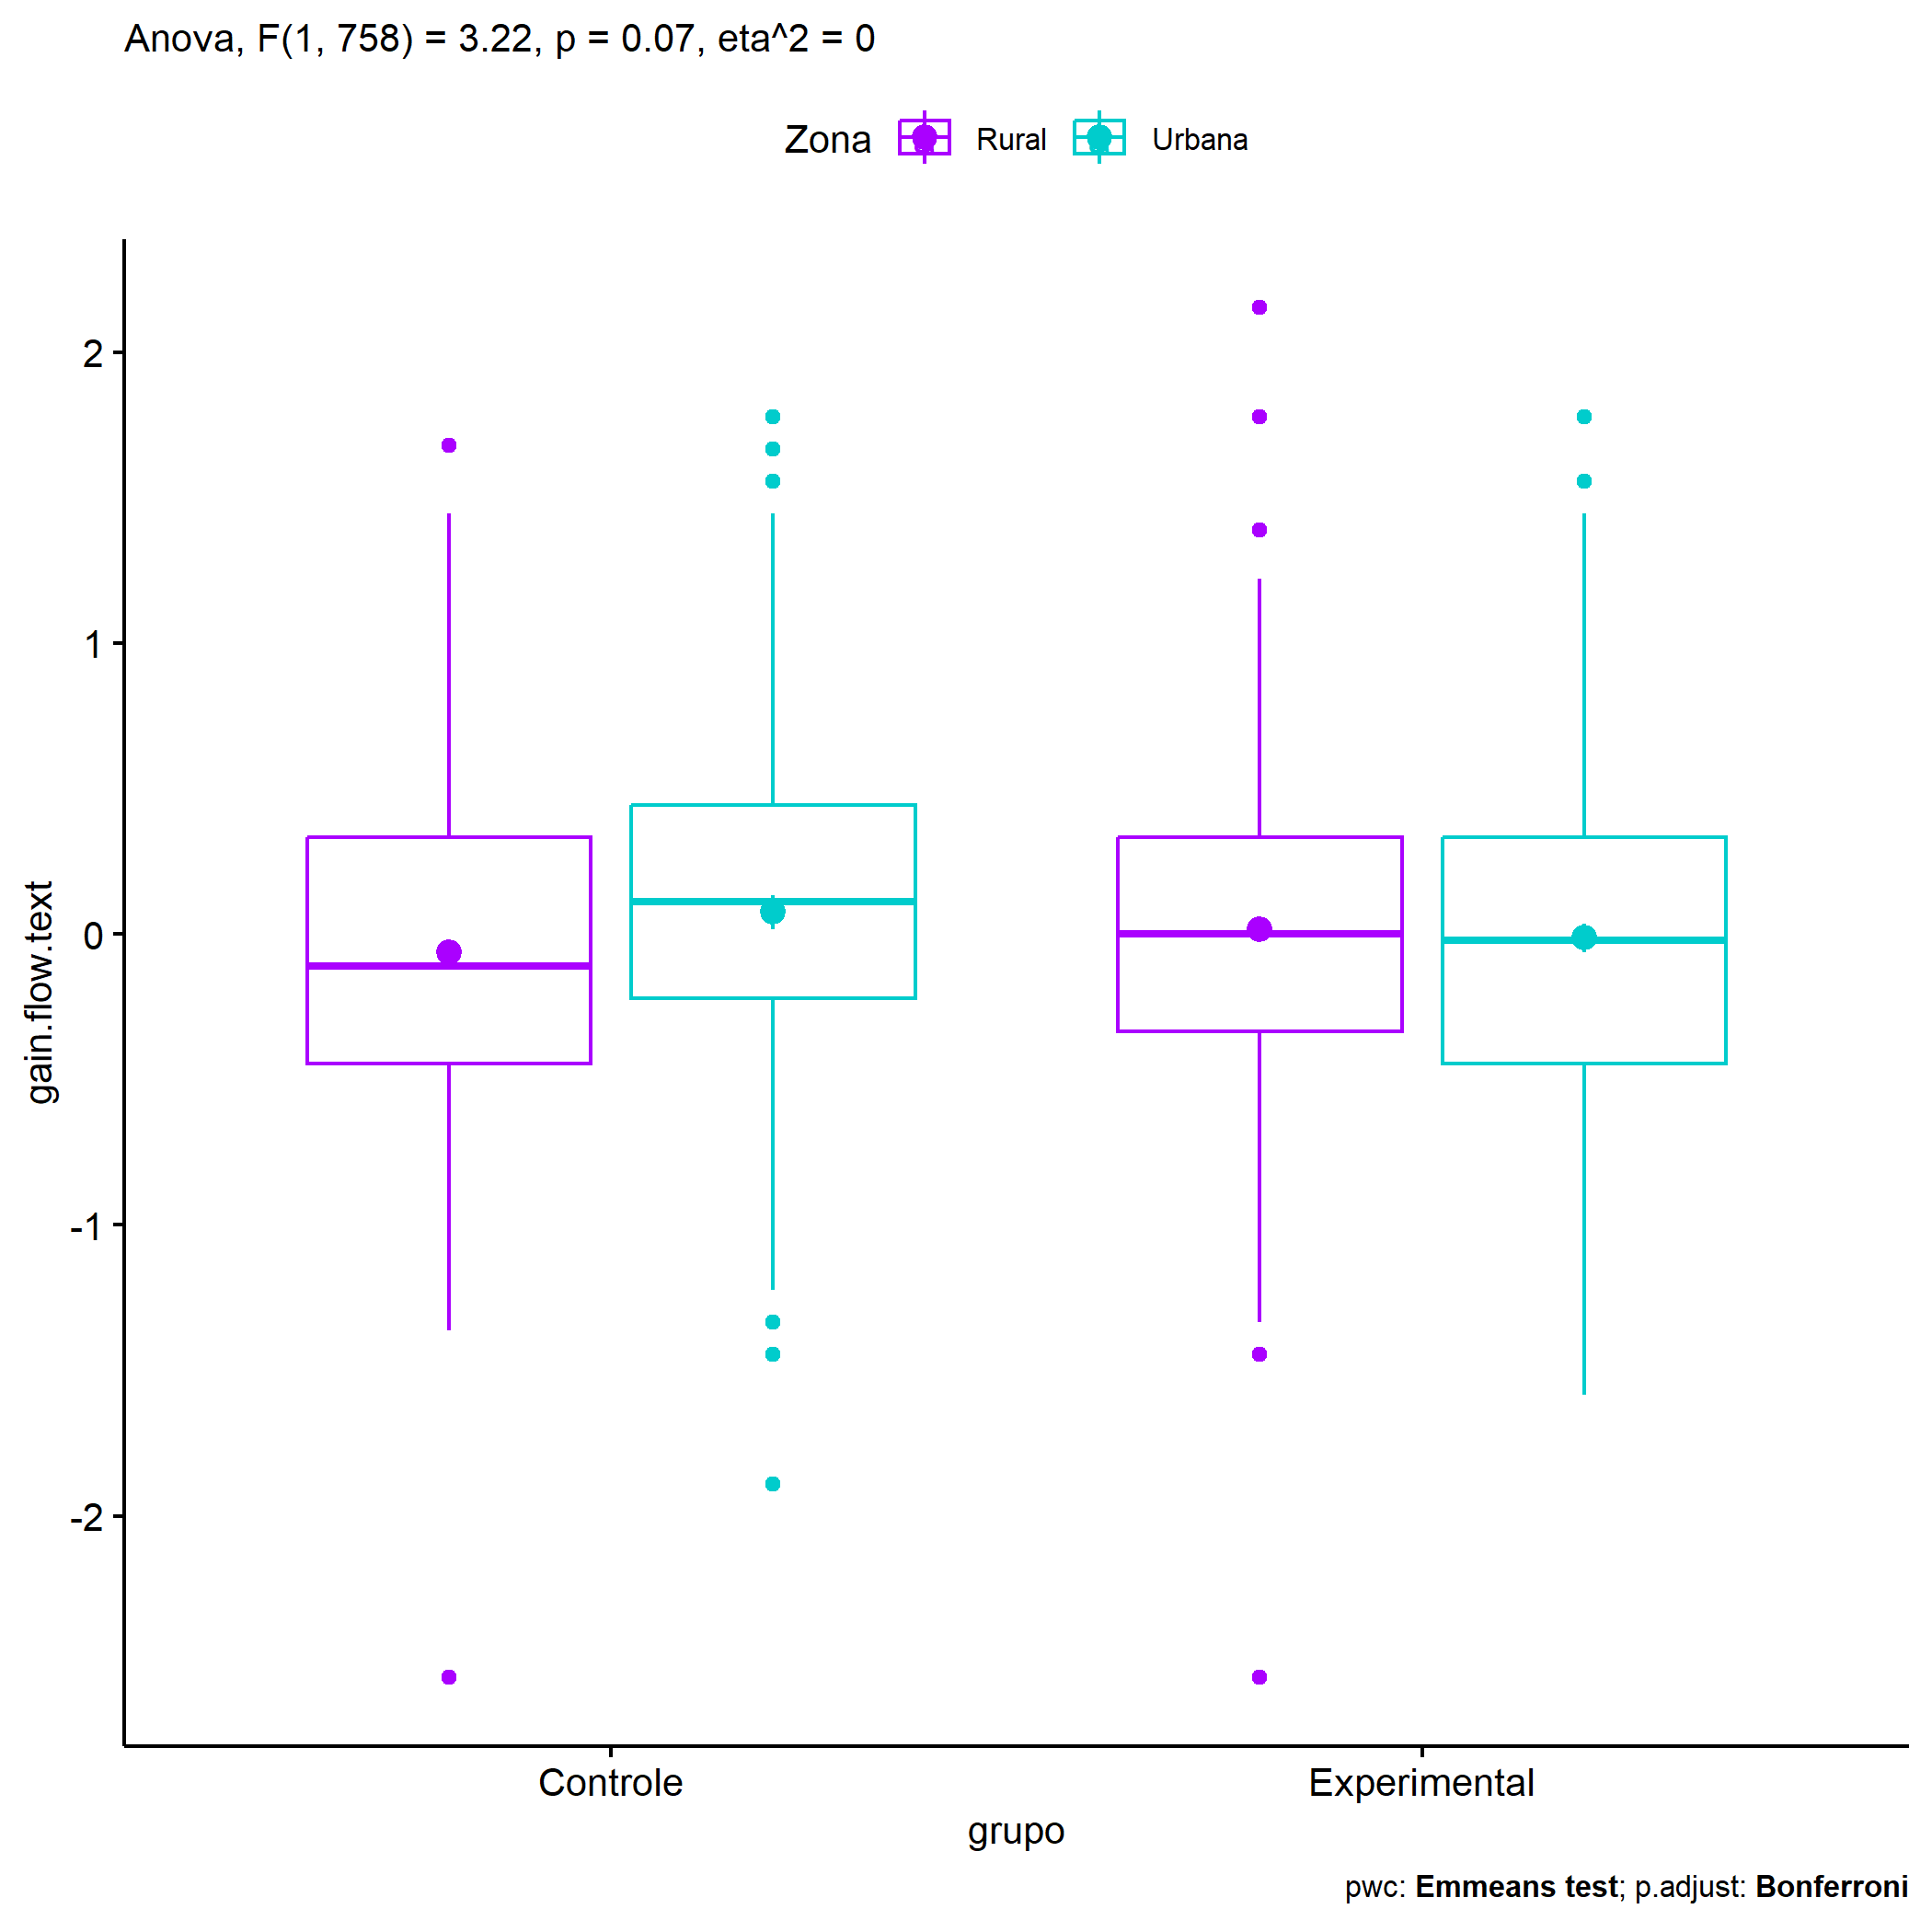 Anova, F(1, 758) = 3.22, p = 0.07, eta^2 = 0
Zona Rural Urbana
2
1
0
-1
-2
gain.flow.text
Controle Experimental
grupo
pwc: Emmeans test; p.adjust: Bonferroni